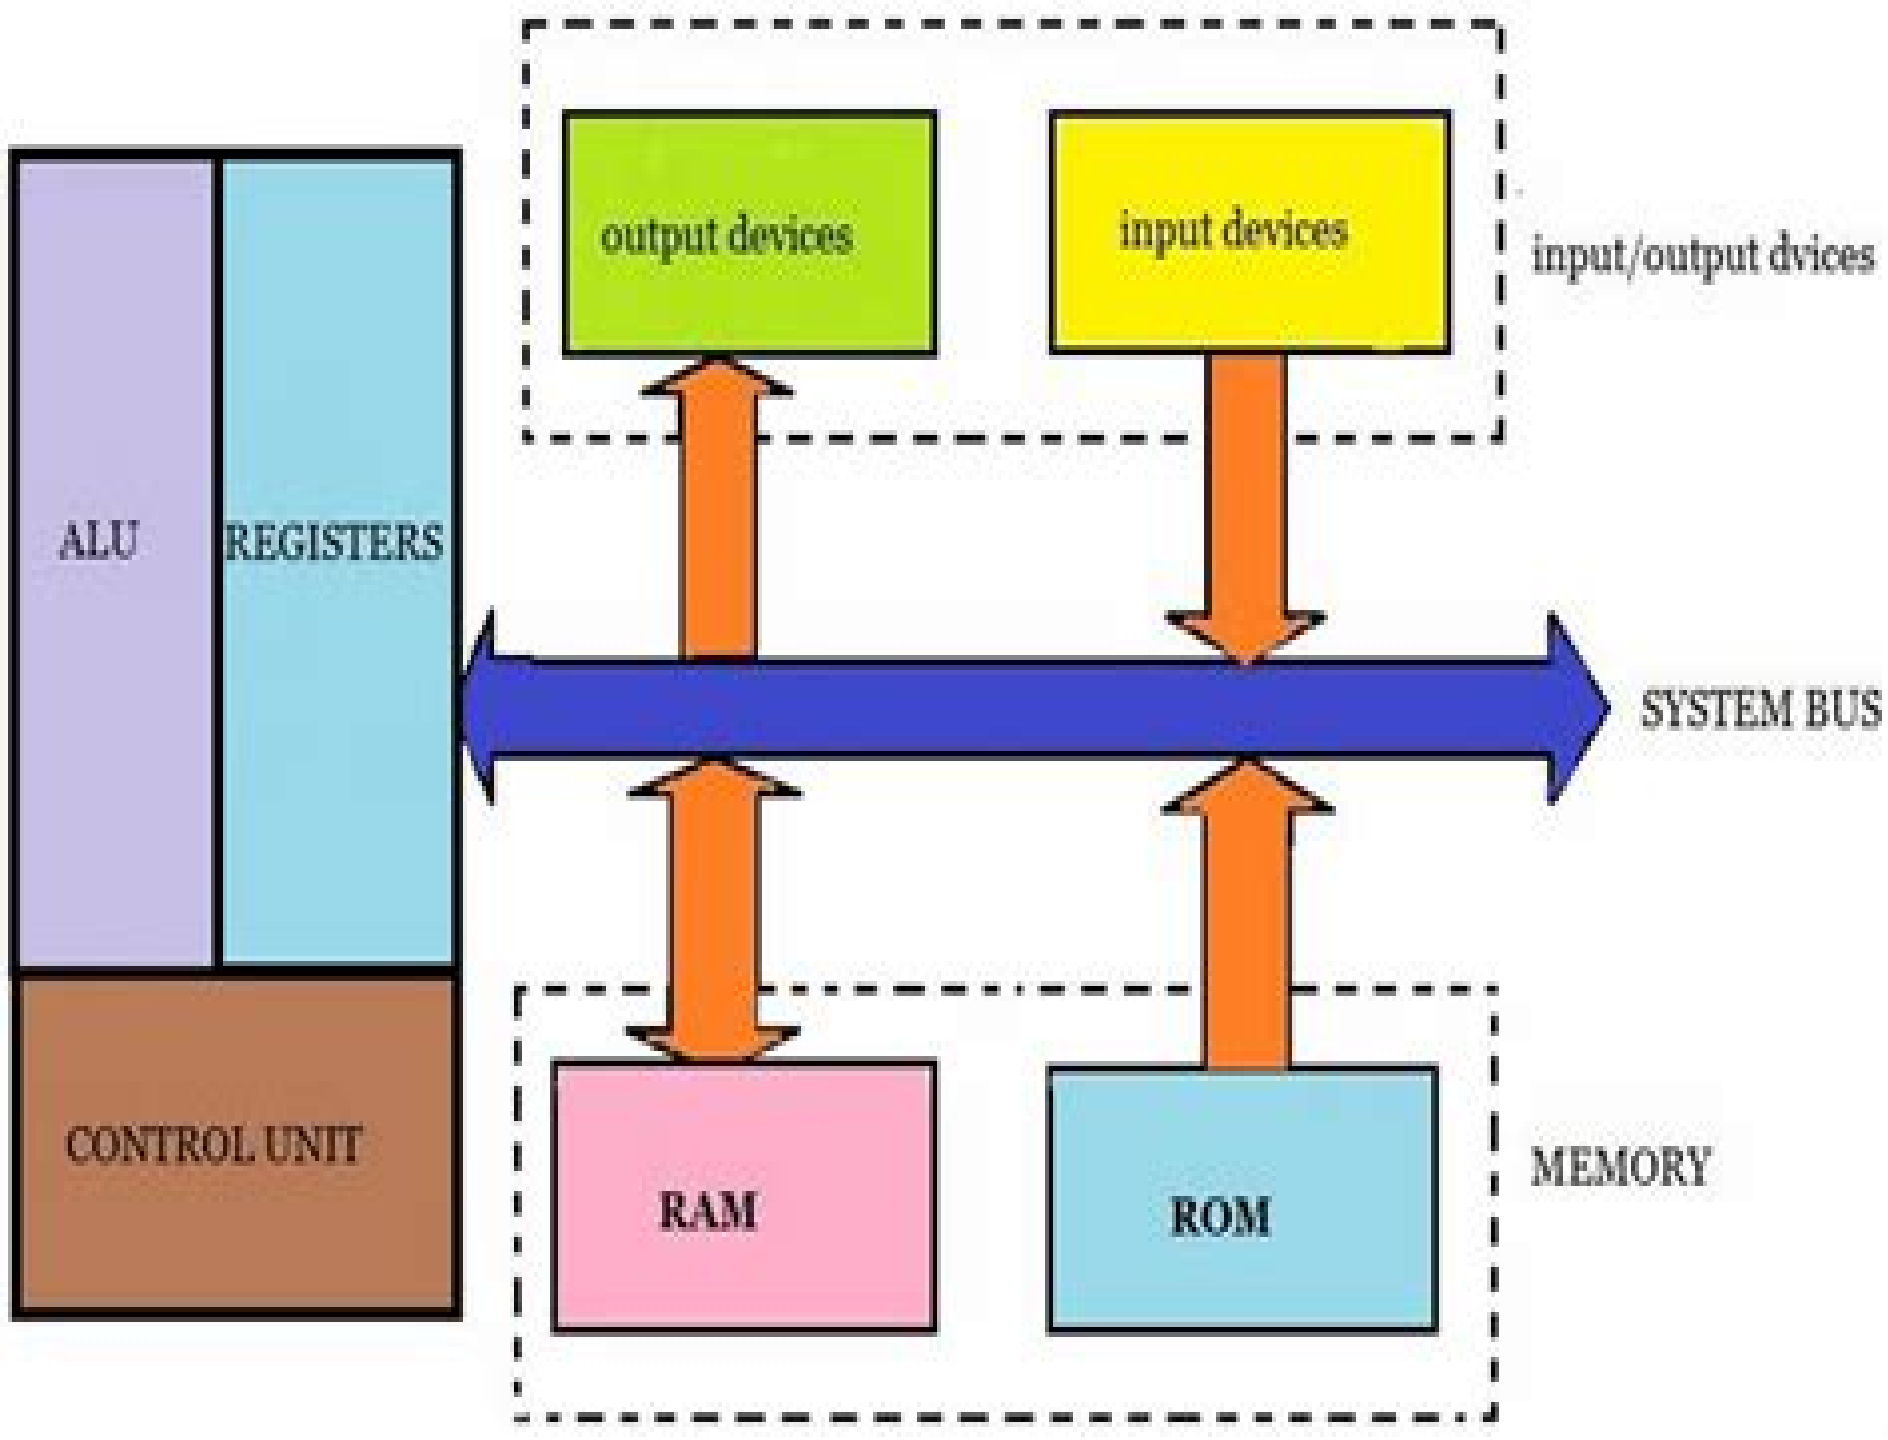 output devices
input devices
input/output dvices
ALU
REGISTERS
SYSTEM BUS
CONTROL UNIT
RAM
ROM
MEMORY